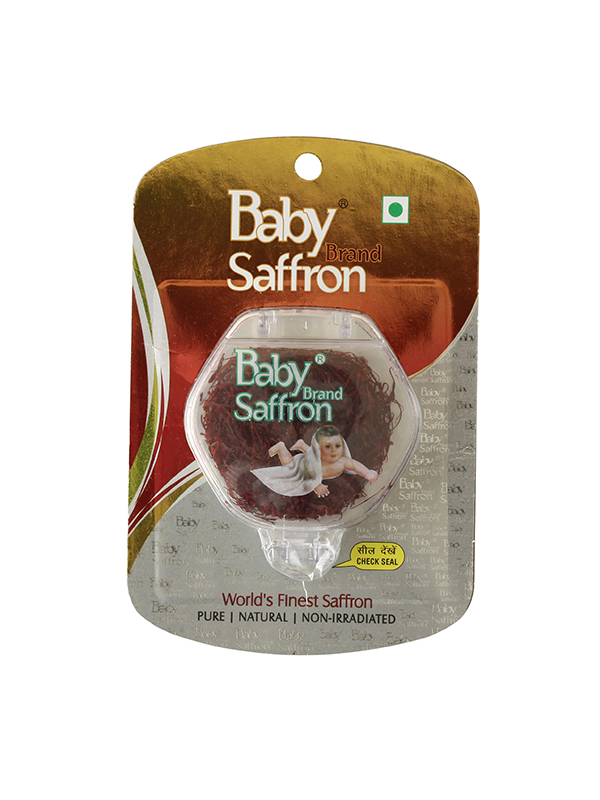 Baby®
Brand
Saffron
Baby®
Brand
Saffron
सील देखें
CHECK SEAL
World's Finest Saffron
PURE | NATURAL | NON-IRRADIATED